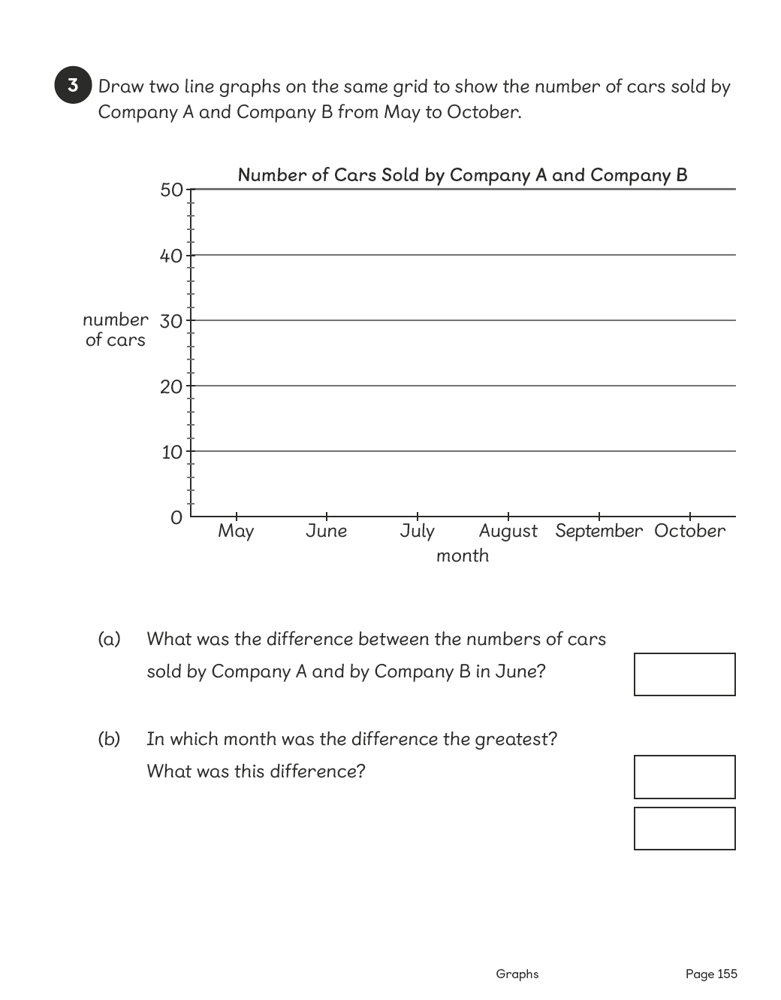 3 Draw two line graphs on the same grid to show the number of cars sold by
Company A and Company B from May to October.
Number of Cars Sold by Company A and Company B
50
40
number
of cars
30
20
10
0
May June July August September October
month
(a) What was the difference between the numbers of cars
sold by Company A and by Company B in June?
(b) In which month was the difference the greatest?
What was this difference?
Graphs Page 155